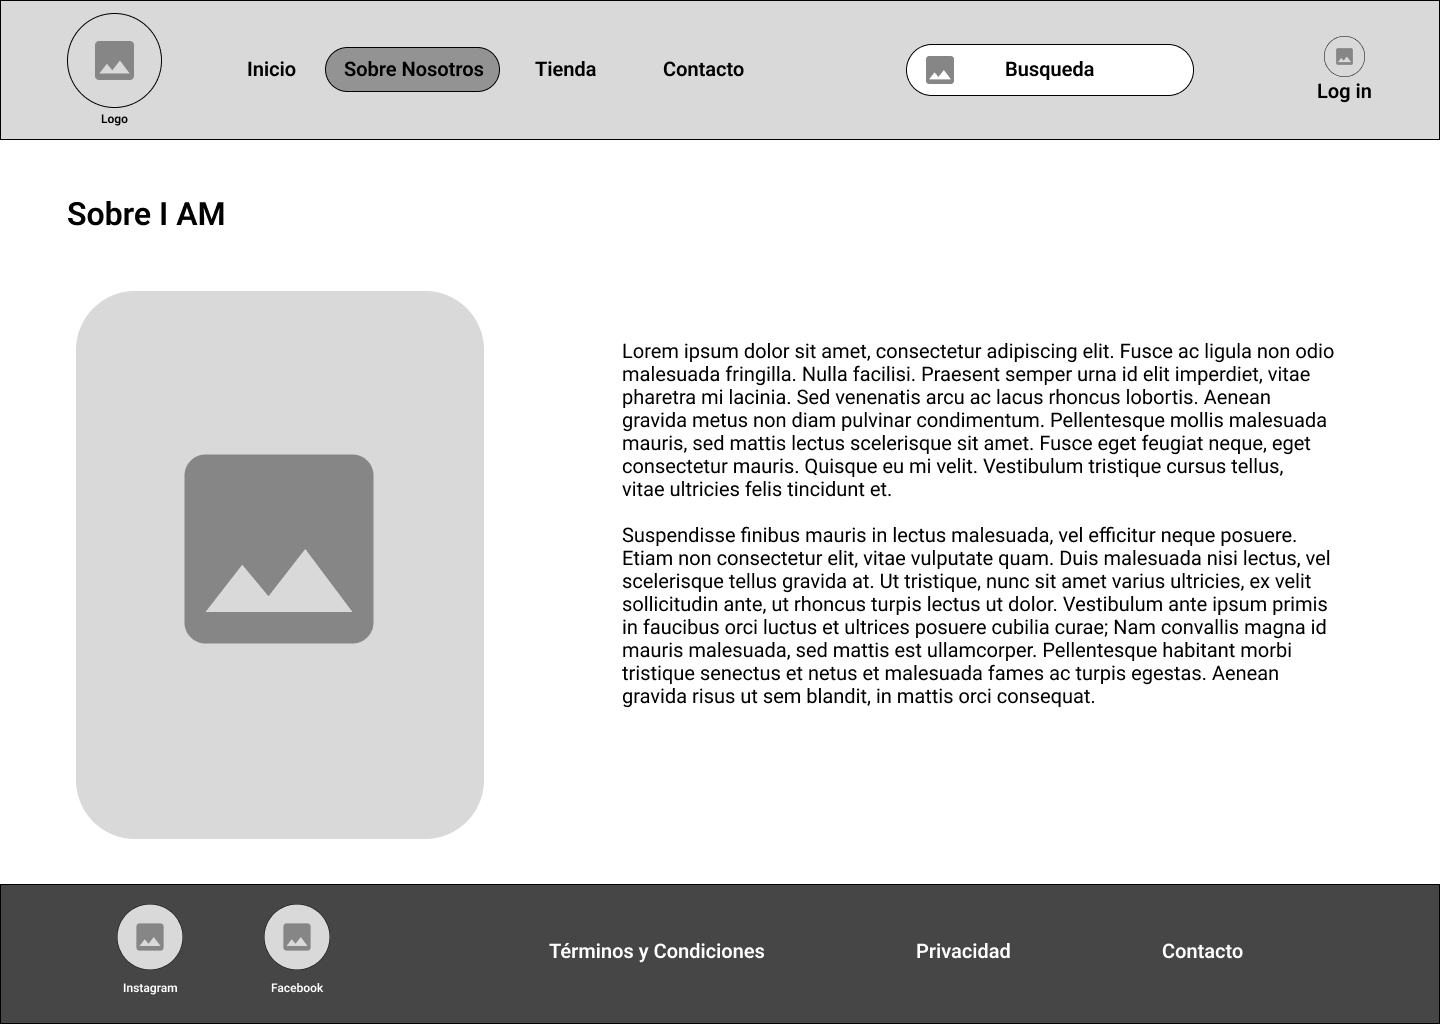 Logo
Inicio
Sobre Nosotros
Tienda
Contacto
Busqueda
Log in
Sobre I AM
Lorem ipsum dolor sit amet, consectetur adipiscing elit. Fusce ac ligula non odio
malesuada fringilla. Nulla facilisi. Praesent semper urna id elit imperdiet, vitae
pharetra mi lacinia. Sed venenatis arcu ac lacus rhoncus lobortis. Aenean
gravida metus non diam pulvinar condimentum. Pellentesque mollis malesuada
mauris, sed mattis lectus scelerisque sit amet. Fusce eget feugiat neque, eget
consectetur mauris. Quisque eu mi velit. Vestibulum tristique cursus tellus,
vitae ultricies felis tincidunt et.
Suspendisse finibus mauris in lectus malesuada, vel efficitur neque posuere.
Etiam non consectetur elit, vitae vulputate quam. Duis malesuada nisi lectus, vel
scelerisque tellus gravida at. Ut tristique, nunc sit amet varius ultricies, ex velit
sollicitudin ante, ut rhoncus turpis lectus ut dolor. Vestibulum ante ipsum primis
in faucibus orci luctus et ultrices posuere cubilia curae; Nam convallis magna id
mauris malesuada, sed mattis est ullamcorper. Pellentesque habitant morbi
tristique senectus et netus et malesuada fames ac turpis egestas. Aenean
gravida risus ut sem blandit, in mattis orci consequat.
Instagram
Facebook
Términos y Condiciones
Privacidad
Contacto